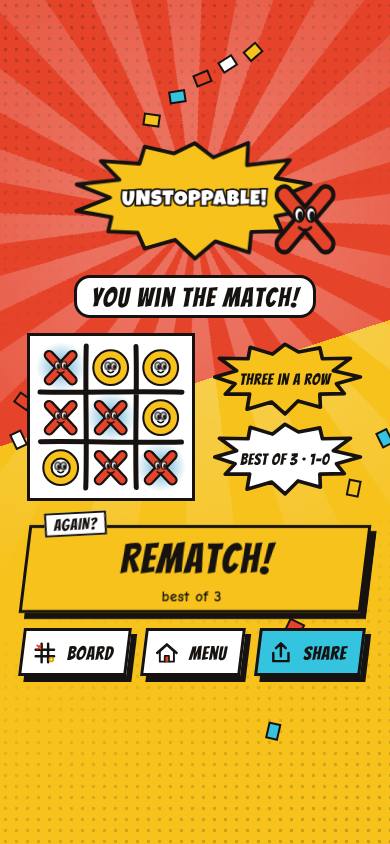 UNSTOPPABLE!
YOU WIN THE MATCH!
THREE IN A ROW
BEST OF 3 · 1-0
AGAIN?
REMATCH!
best of 3
BOARD
MENU
SHARE